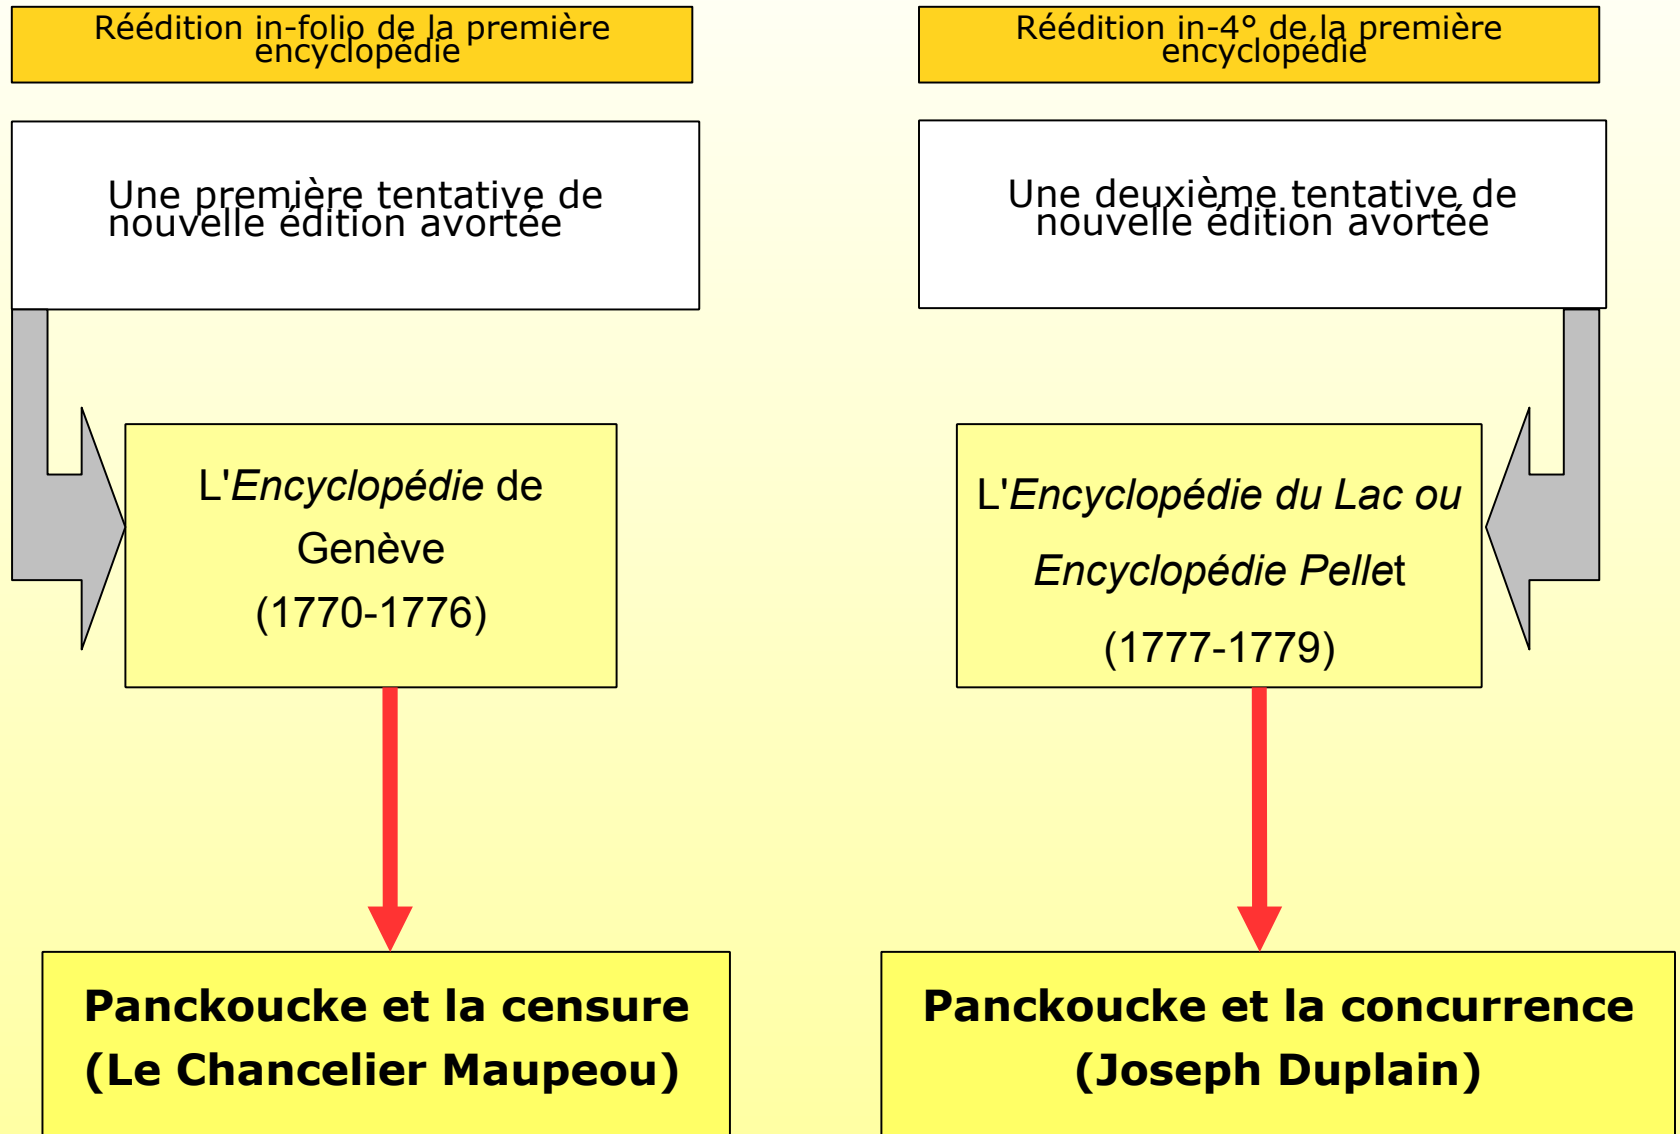 Réédition in-folio de la première
encyclopédie
Une première tentative de
nouvelle édition avortée
L'Encyclopédie de
Genève
(1770-1776)
Panckoucke et la censure
(Le Chancelier Maupeou)
Réédition in-4° de la première
encyclopédie
Une deuxième tentative de
nouvelle édition avortée
L'Encyclopédie du Lac ou
Encyclopédie Pellet
(1777-1779)
Panckoucke et la concurrence
(Joseph Duplain)